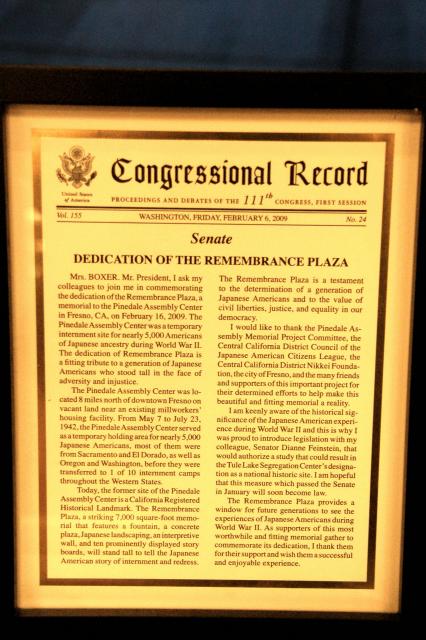 Congressional Record
United States
of America
PROCEEDINGS AND DEBATES OF THE 111th CONGRESS, FIRST SESSION
Vol. 155 WASHINGTON, FRIDAY, FEBRUARY 6, 2009 No. 24
Senate
DEDICATION OF THE REMEMBRANCE PLAZA
Mrs. BOXER. Mr. President, I ask my
colleagues to join me in commemorating
the dedication of the Remembrance Plaza, a
memorial to the Pinedale Assembly Center
in Fresno, CA, on February 16, 2009. The
Pinedale Assembly Center was a temporary
internment site for nearly 5,000 Americans
of Japanese ancestry during World War II.
The dedication of Remembrance Plaza is
a fitting tribute to a generation of Japanese
Americans who stood tall in the face of
adversity and injustice.
The Pinedale Assembly Center was lo-
cated 8 miles north of downtown Fresno on
vacant land near an existing millworkers'
housing facility. From May 7 to July 23,
1942, the Pinedale Assembly Center served
as a temporary holding area for nearly 5,000
Japanese Americans, most of them were
from Sacramento and El Dorado, as well as
Oregon and Washington, before they were
transferred to 1 of 10 internment camps
throughout the Western States.
Today, the former site of the Pinedale
Assembly Center is a California Registered
Historical Landmark. The Remembrance
Plaza, a striking 7,000 square-foot memo-
rial that features a fountain, a concrete
plaza, Japanese landscaping, an interpretive
wall, and ten prominently displayed story
boards, will stand tall to tell the Japanese
American story of internment and redress.
The Remembrance Plaza is a testament
to the determination of a generation of
Japanese Americans and to the value of
civil liberties, justice, and equality in our
democracy.
I would like to thank the Pinedale As-
sembly Memorial Project Committee, the
Central California District Council of the
Japanese American Citizens League, the
Central California District Nikkei Founda-
tion, the city of Fresno, and the many friends
and supporters of this important project for
their determined efforts to help make this
beautiful and fitting memorial a reality.
I am keenly aware of the historical sig-
nificance of the Japanese American experi-
ence during World War II and this is why I
was proud to introduce legislation with my
colleague, Senator Dianne Feinstein, that
would authorize a study that could result in
the Tule Lake Segregation Center's designa-
tion as a national historic site. I am hopeful
that this measure which passed the Senate
in January will soon become law.
The Remembrance Plaza provides a
window for future generations to see the
experiences of Japanese Americans during
World War II. As supporters of this most
worthwhile and fitting memorial gather to
commemorate its dedication, I thank them
for their support and wish them a successful
and enjoyable experience.